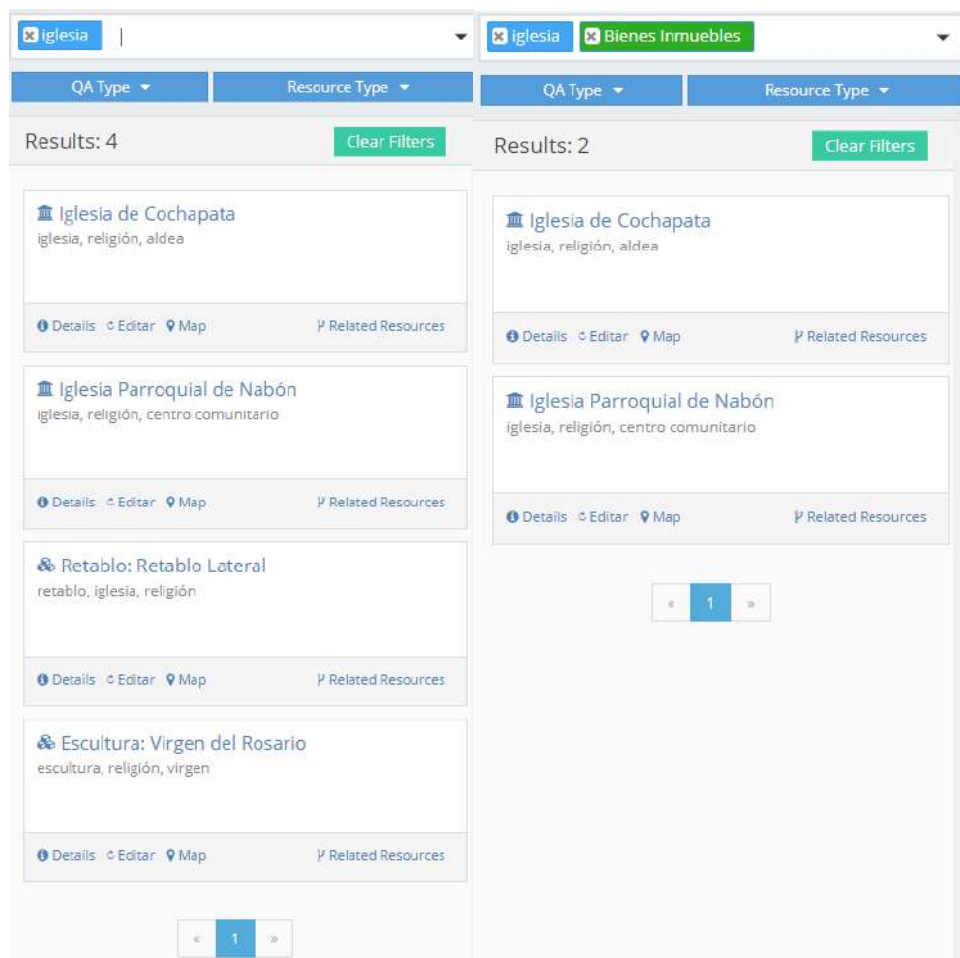 iglesia
QA Type Resource Type
Results: 4 Clear Filters
Iglesia de Cochapata
iglesia, religión, aldea
Details Editar Map Related Resources
Iglesia Parroquial de Nabón
iglesia, religión, centro comunitario
Details Editar Map Related Resources
Retablo: Retablo Lateral
retablo, iglesia, religión
Details Editar Map Related Resources
Escultura: Virgen del Rosario
escultura, religión, virgen
Details Editar Map Related Resources
« 1 »
iglesia Bienes Inmuebles
QA Type Resource Type
Results: 2 Clear Filters
Iglesia de Cochapata
iglesia, religión, aldea
Details Editar Map Related Resources
Iglesia Parroquial de Nabón
iglesia, religión, centro comunitario
Details Editar Map Related Resources
« 1 »